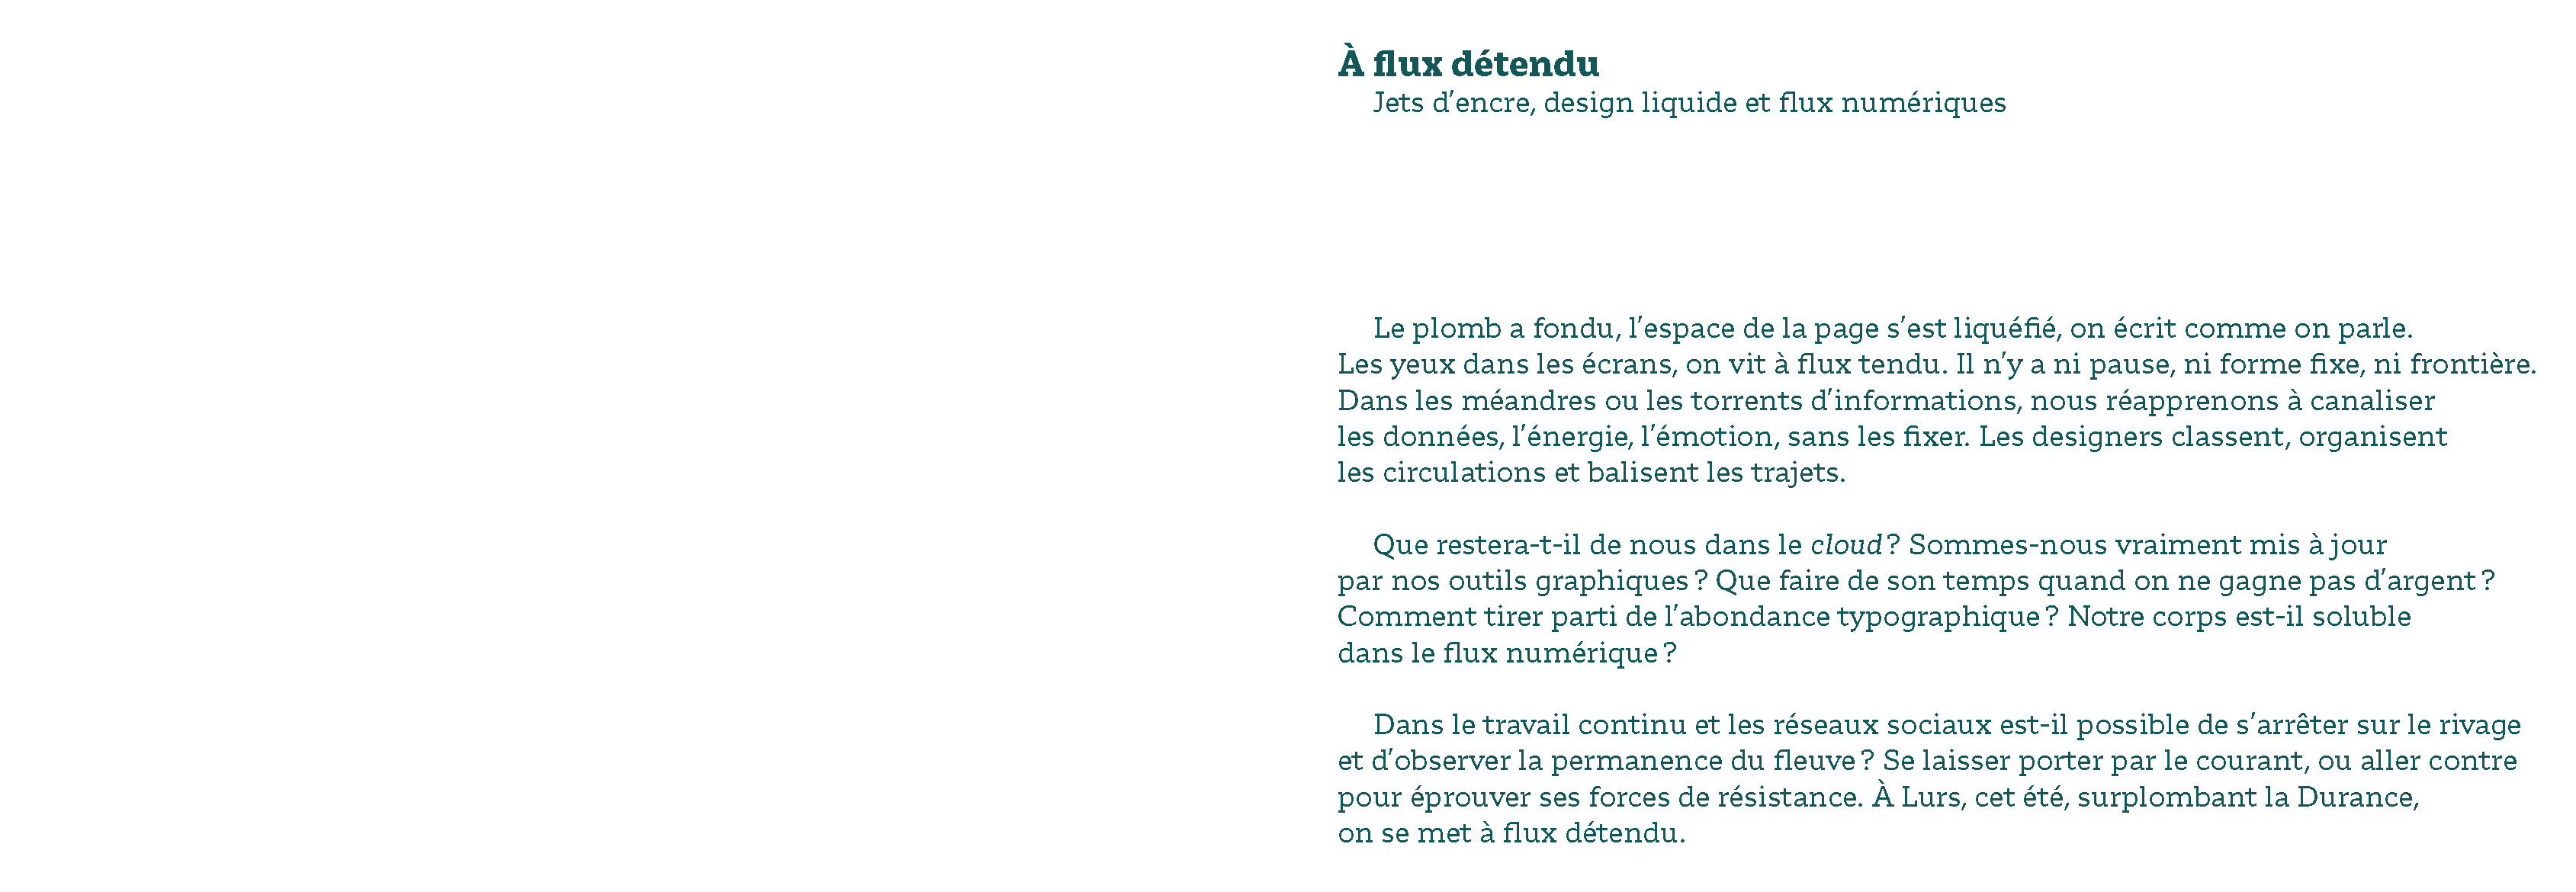 À flux détendu
Jets d’encre, design liquide et flux numériques
Le plomb a fondu, l’espace de la page s’est liquéfié, on écrit comme on parle.
Les yeux dans les écrans, on vit à flux tendu. Il n’y a ni pause, ni forme fixe, ni frontière.
Dans les méandres ou les torrents d’informations, nous réapprenons à canaliser
les données, l’énergie, l’émotion, sans les fixer. Les designers classent, organisent
les circulations et balisent les trajets.
Que restera-t-il de nous dans le cloud ? Sommes-nous vraiment mis à jour
par nos outils graphiques ? Que faire de son temps quand on ne gagne pas d’argent ?
Comment tirer parti de l’abondance typographique ? Notre corps est-il soluble
dans le flux numérique ?
Dans le travail continu et les réseaux sociaux est-il possible de s’arrêter sur le rivage
et d’observer la permanence du fleuve ? Se laisser porter par le courant, ou aller contre
pour éprouver ses forces de résistance. À Lurs, cet été, surplombant la Durance,
on se met à flux détendu.